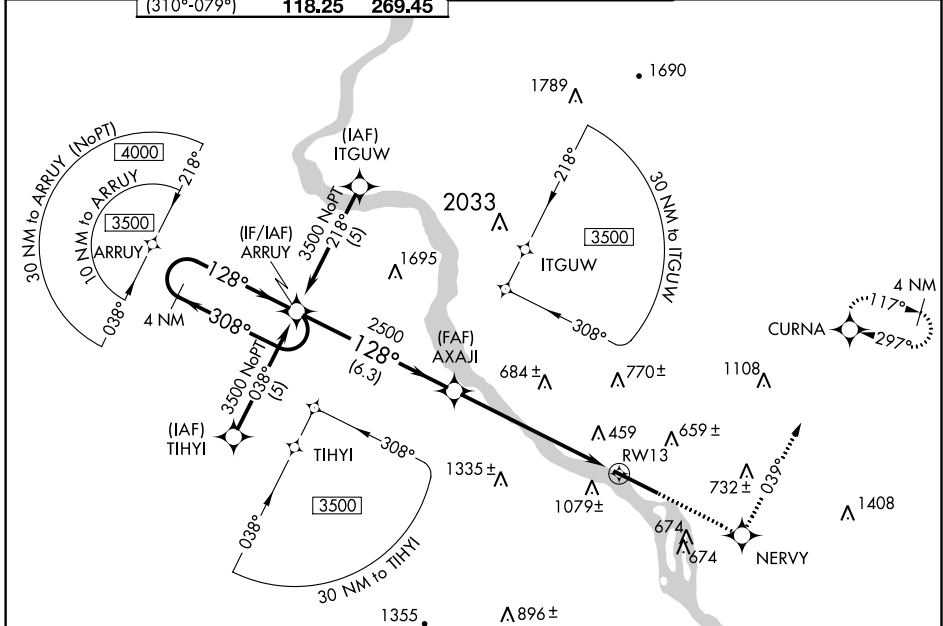 (310°-079°) 118.25 269.45
1690
1789
(IAF)
ITGUW
30 NM to ARRUY (NoPT)
4000
218°
10 NM to ARRUY
3500
ARRUY
038°
218°
30 NM to ITGUW
2033
3500
ITGUW
308°
3500 NoPT
218°
(5)
(IF/IAF)
ARRUY
1695
128°
4 NM
308°
2500
128°
(6.3)
(FAF)
AXAJI
4 NM
117°
CURNA
297°
3500 NoPT
038°
(5)
(IAF)
TIHYI
684 ±
770 ±
1108
TIHYI
308°
038°
3500
30 NM to TIHYI
459
659 ±
RW13
1335 ±
1079±
732 ±
039°
1408
674
674
NERVY
1355
896 ±